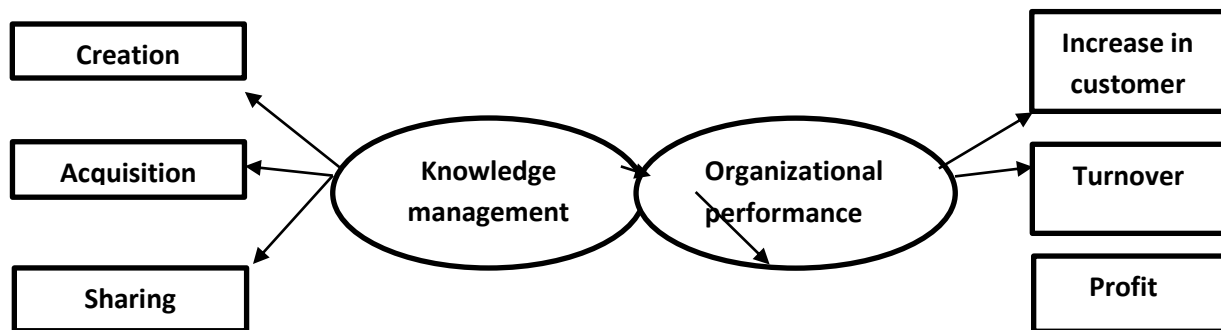 Creation
Acquisition
Sharing
Knowledge
management
Organizational
performance
Increase in
customer
Turnover
Profit